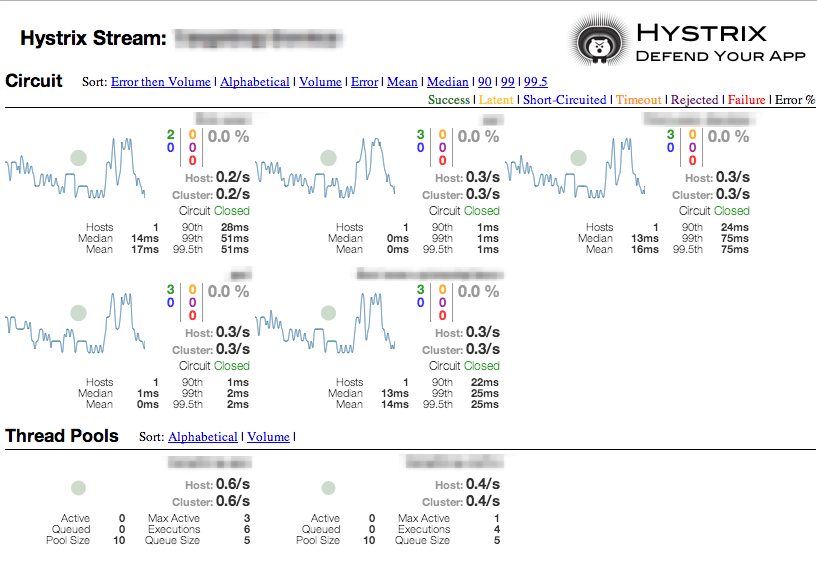 Hystrix Stream:
HYSTRIX
DEFEND YOUR APP
Circuit Sort: Error then Volume | Alphabetical | Volume | Error | Mean | Median | 90 | 99 | 99.5
Success | Latent | Short-Circuited | Timeout | Rejected | Failure | Error %
2 0 0.0 %
0 0
0
Host: 0.2/s
Cluster: 0.2/s
Circuit Closed
Hosts 1 90th 28ms
Median 14ms 99th 51ms
Mean 17ms 99.5th 51ms
3 0 0.0 %
0 0
0
Host: 0.3/s
Cluster: 0.3/s
Circuit Closed
Hosts 1 90th 1ms
Median 0ms 99th 1ms
Mean 0ms 99.5th 1ms
3 0 0.0 %
0 0
0
Host: 0.3/s
Cluster: 0.3/s
Circuit Closed
Hosts 1 90th 24ms
Median 13ms 99th 75ms
Mean 16ms 99.5th 75ms
3 0 0.0 %
0 0
0
Host: 0.3/s
Cluster: 0.3/s
Circuit Closed
Hosts 1 90th 1ms
Median 1ms 99th 2ms
Mean 0ms 99.5th 2ms
3 0 0.0 %
0 0
0
Host: 0.3/s
Cluster: 0.3/s
Circuit Closed
Hosts 1 90th 22ms
Median 13ms 99th 25ms
Mean 14ms 99.5th 25ms
Thread Pools Sort: Alphabetical | Volume |
Host: 0.6/s
Cluster: 0.6/s
Active 0 Max Active 3
Queued 0 Executions 6
Pool Size 10 Queue Size 5
Host: 0.4/s
Cluster: 0.4/s
Active 0 Max Active 1
Queued 0 Executions 4
Pool Size 10 Queue Size 5